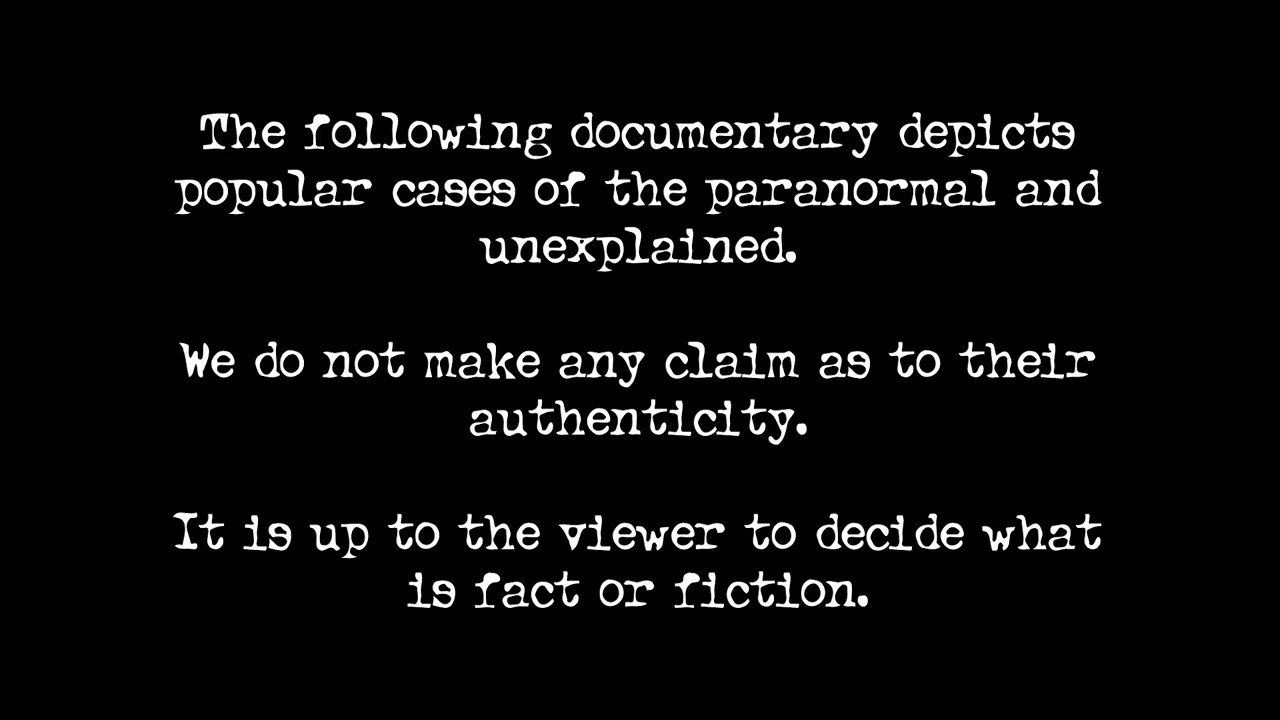 The following documentary depicts
popular cases of the paranormal and
unexplained.
We do not make any claim as to their
authenticity.
It is up to the viewer to decide what
is fact or fiction.